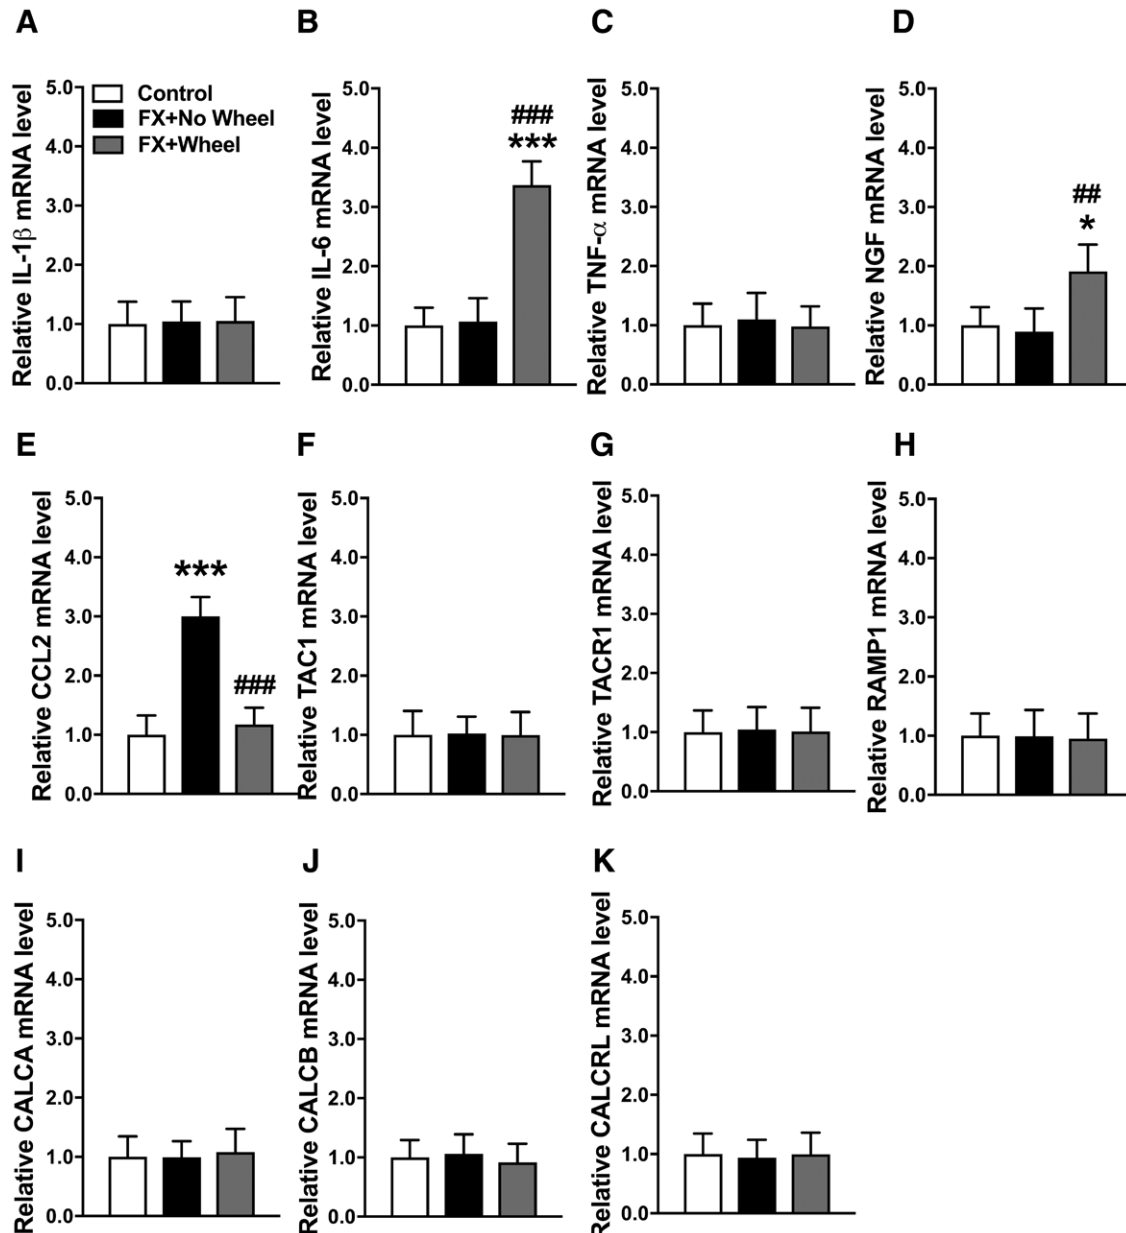 A
B
C
D
Relative IL-1β mRNA level
5.0
4.0
3.0
2.0
1.0
0.0
Control
FX+No Wheel
FX+Wheel
Relative IL-6 mRNA level
5.0
4.0
3.0
2.0
1.0
0.0
###
***
Relative TNF-α mRNA level
5.0
4.0
3.0
2.0
1.0
0.0
Relative NGF mRNA level
5.0
4.0
3.0
2.0
1.0
0.0
##
*
E
F
G
H
Relative CCL2 mRNA level
5.0
4.0
3.0
2.0
1.0
0.0
***
###
Relative TAC1 mRNA level
5.0
4.0
3.0
2.0
1.0
0.0
Relative TACR1 mRNA level
5.0
4.0
3.0
2.0
1.0
0.0
Relative RAMP1 mRNA level
5.0
4.0
3.0
2.0
1.0
0.0
I
J
K
Relative CALCA mRNA level
5.0
4.0
3.0
2.0
1.0
0.0
Relative CALCB mRNA level
5.0
4.0
3.0
2.0
1.0
0.0
Relative CALCRL mRNA level
5.0
4.0
3.0
2.0
1.0
0.0